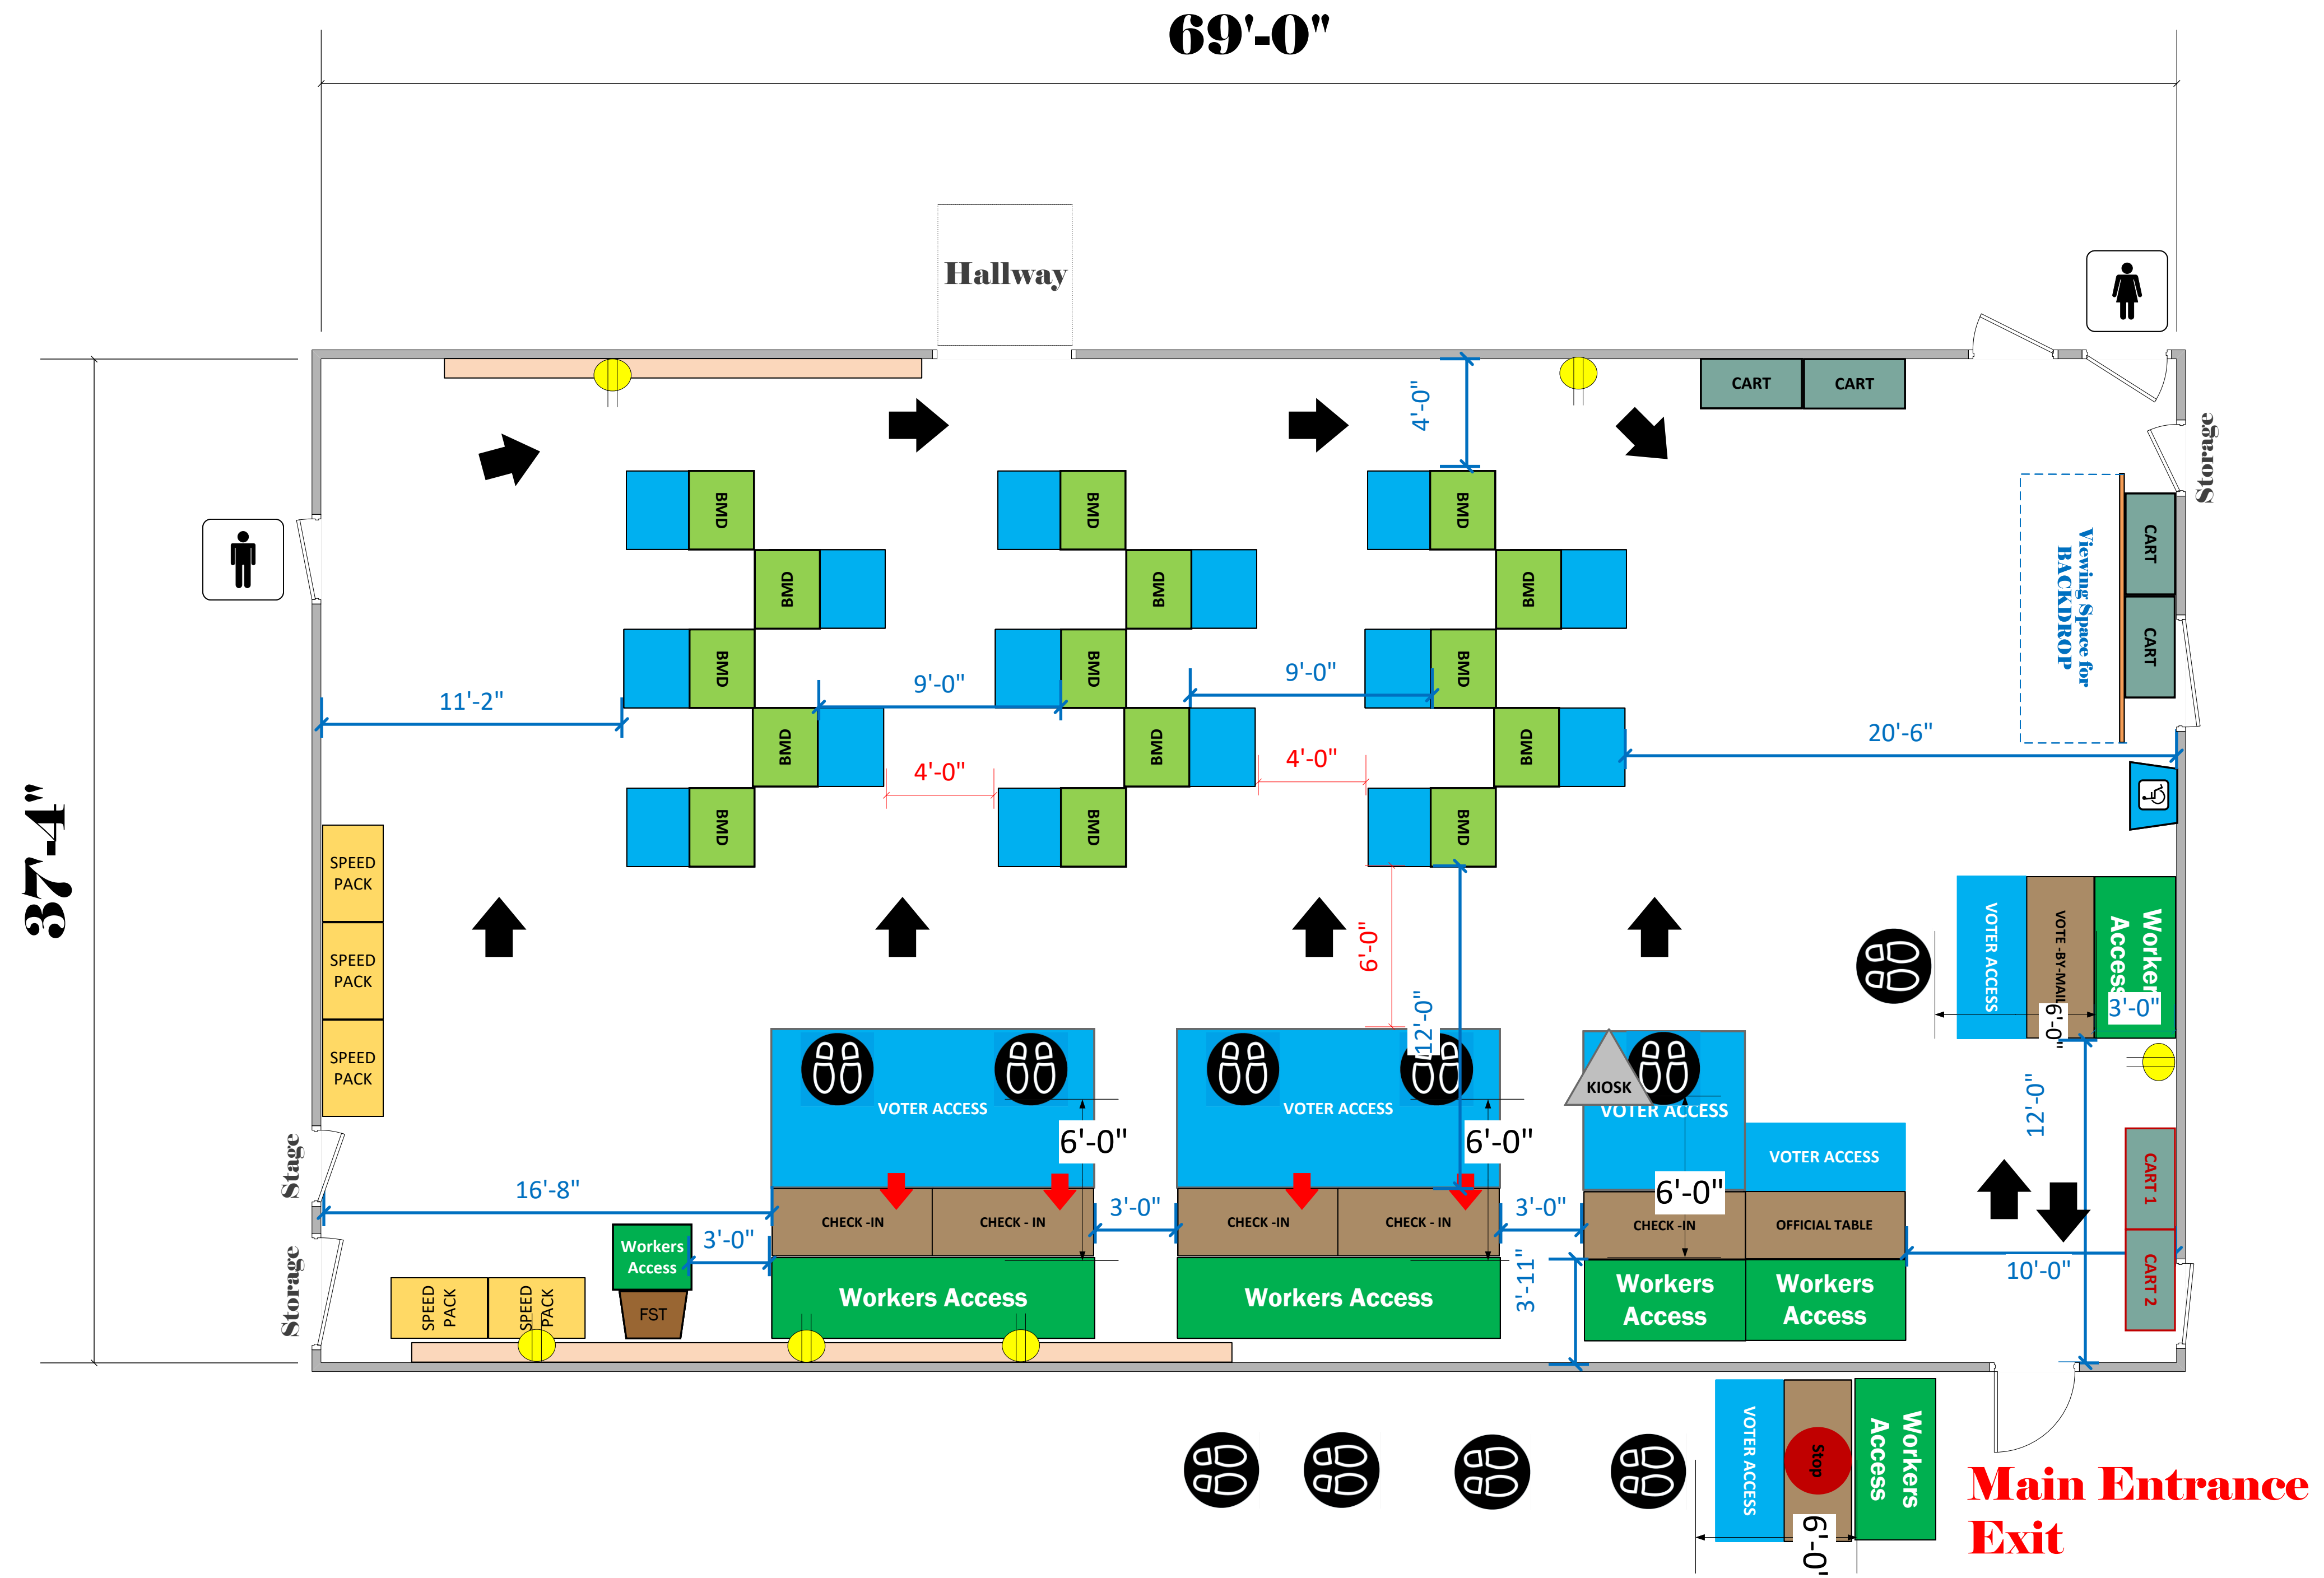 69'-0"
Hallway
37'-4"
4'-0"
CART
CART
Storage
BMD
BMD
BMD
BMD
BMD
BMD
CART
CART
Viewing Space for
BACKDROP
BMD
BMD
BMD
11'-2"
9'-0"
9'-0"
20'-6"
BMD
BMD
BMD
4'-0"
4'-0"
BMD
BMD
BMD
SPEED
PACK
SPEED
PACK
SPEED
PACK
6'-0"
12'-0"
VOTER ACCESS
VOTE -BY-MAIL
Worker
Access
6'-0"
3'-0"
VOTER ACCESS
VOTER ACCESS
KIOSK
VOTER ACCESS
VOTER ACCESS
6'-0"
6'-0"
6'-0"
12'-0"
Stage
16'-8"
CHECK -IN
CHECK - IN
3'-0"
CHECK -IN
CHECK - IN
3'-0"
CHECK -IN
OFFICIAL TABLE
CART 1
CART 2
10'-0"
Storage
Workers
Access
3'-0"
SPEED
PACK
SPEED
PACK
FST
Workers Access
Workers Access
3'-11"
Workers
Access
Workers
Access
VOTER ACCESS
Stop
Workers
Access
6'-0"
Main Entrance
Exit